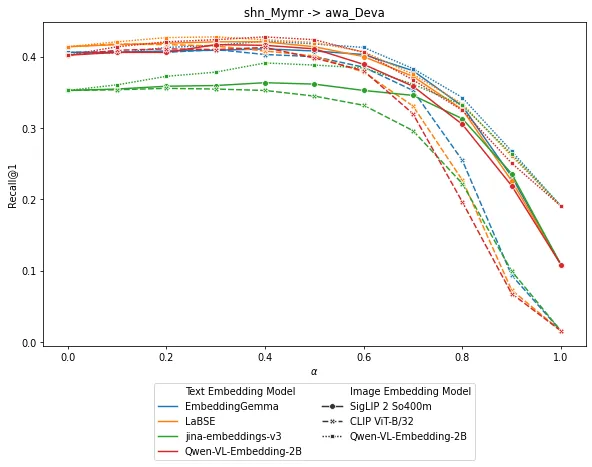 shn_Mymr -> awa_Deva
Recall@1
0.4
0.3
0.2
0.1
0.0
0.0
0.2
0.4
0.6
0.8
1.0
α
Text Embedding Model
EmbeddingGemma
LaBSE
jina-embeddings-v3
Qwen-VL-Embedding-2B
Image Embedding Model
SigLIP 2 So400m
CLIP ViT-B/32
Qwen-VL-Embedding-2B